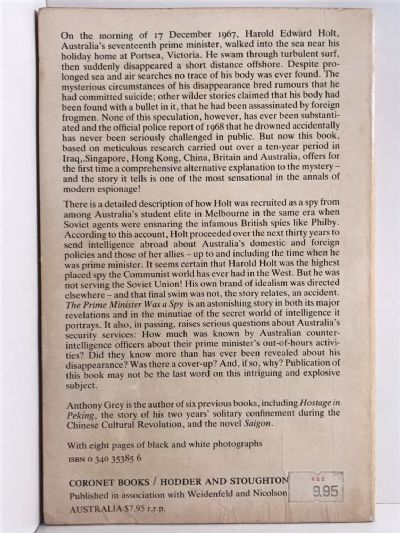 On the morning of 17 December 1967, Harold Edward Holt,
Australia's seventeenth prime minister, walked into the sea near his
holiday home at Portsea, Victoria. He swam through turbulent surf,
then suddenly disappeared a short distance offshore. Despite pro-
longed sea and air searches no trace of his body was ever found. The
mysterious circumstances of his disappearance bred rumours that he
had committed suicide; other wilder stories claimed that his body had
been found with a bullet in it, that he had been assassinated by foreign
frogmen. None of this speculation, however, has ever been substanti-
ated and the official police report of 1968 that he drowned accidentally
has never been seriously challenged in public. But now this book,
based on meticulous research carried out over a ten-year period in
Iraq, Singapore, Hong Kong, China, Britain and Australia, offers for
the first time a comprehensive alternative explanation to the mystery –
and the story it tells is one of the most sensational in the annals of
modern espionage!
There is a detailed description of how Holt was recruited as a spy from
among Australia's student elite in Melbourne in the same era when
Soviet agents were ensnaring the infamous British spies like Philby.
According to this account, Holt proceeded over the next thirty years to
send intelligence abroad about Australia's domestic and foreign
policies and those of her allies – up to and including the time when he
was prime minister. It seems certain that Harold Holt was the highest
placed spy the Communist world has ever had in the West. But he was
not serving the Soviet Union! His own brand of idealism was directed
elsewhere – and that final swim was not, the story relates, an accident.
The Prime Minister Was a Spy is an astonishing story in both its major
revelations and in the minutiae of the secret world of intelligence it
portrays. It also, in passing, raises serious questions about Australia's
security services: How much was known by Australian counter-
intelligence officers about their prime minister's out-of-hours activi-
ties? Did they know more than has ever been revealed about his
disappearance? Was there a cover-up? And, if so, why? Publication of
this book may not be the last word on this intriguing and explosive
subject.
Anthony Grey is the author of six previous books, including Hostage in
Peking, the story of his two years' solitary confinement during the
Chinese Cultural Revolution, and the novel Saigon.
With eight pages of black and white photographs
ISBN 0 340 35385 6
CORONET BOOKS / HODDER AND STOUGHTON
Published in association with Weidenfeld and Nicolson
AUSTRALIA $7.95 r.r.p.
9.95